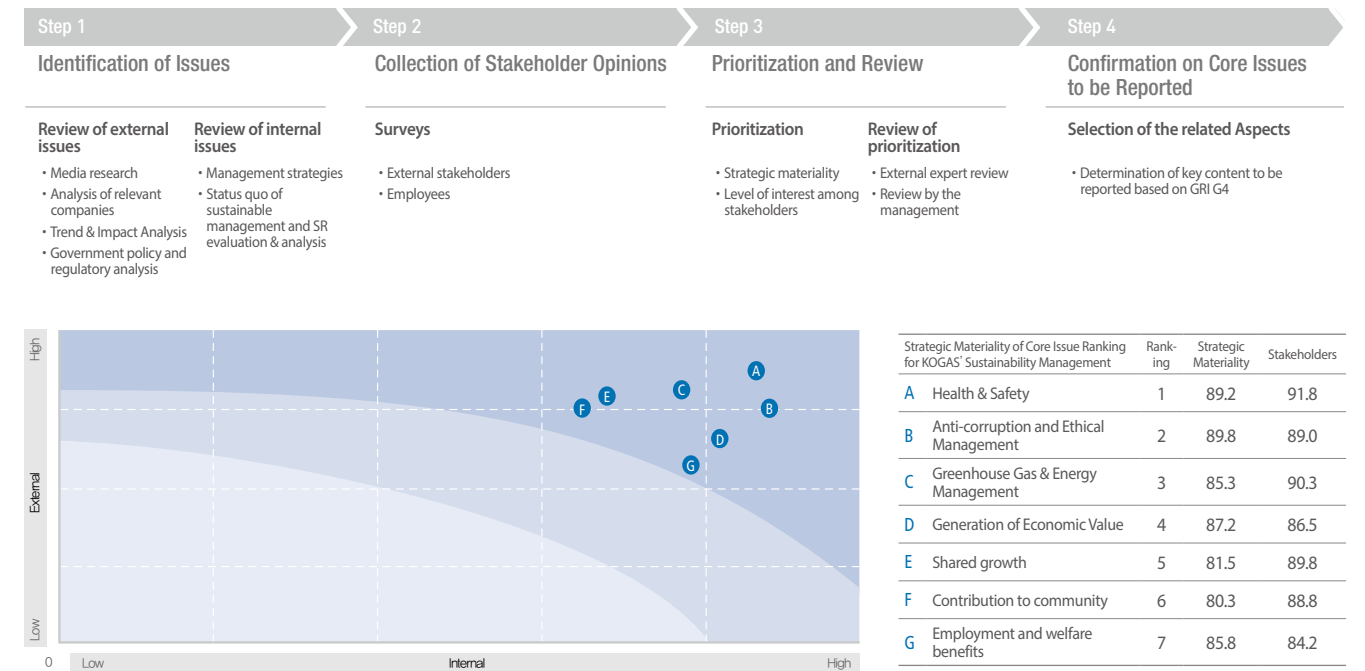 Step 1
Step 2
Step 3
Step 4
Identification of Issues
Collection of Stakeholder Opinions
Prioritization and Review
Confirmation on Core Issues
to be Reported
Review of external
issues
• Media research
• Analysis of relevant
companies
• Trend & Impact Analysis
• Government policy and
regulatory analysis
Review of internal
issues
• Management strategies
• Status quo of
sustainable
management and SR
evaluation & analysis
Surveys
• External stakeholders
• Employees
Prioritization
• Strategic materiality
• Level of interest among
stakeholders
Review of
prioritization
• External expert review
• Review by the
management
Selection of the related Aspects
• Determination of key content to be
reported based on GRI G4
High
External
Low
A
B
C
D
E
F
G
0
Low
Internal
High
Strategic Materiality of Core Issue Ranking
for KOGAS' Sustainability Management
Rank-
ing
Strategic
Materiality
Stakeholders
A Health & Safety 1 89.2 91.8
B Anti-corruption and Ethical
Management 2 89.8 89.0
C Greenhouse Gas & Energy
Management 3 85.3 90.3
D Generation of Economic Value 4 87.2 86.5
E Shared growth 5 81.5 89.8
F Contribution to community 6 80.3 88.8
G Employment and welfare
benefits 7 85.8 84.2